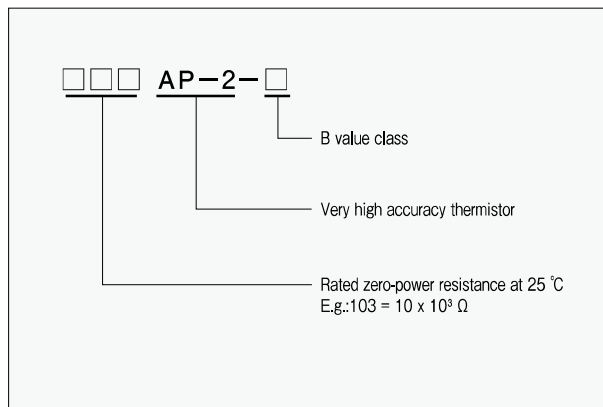 □□□ AP－2－□
B value class
Very high accuracy thermistor
Rated zero-power resistance at 25 ℃
E.g.:103 = 10 x 10³ Ω